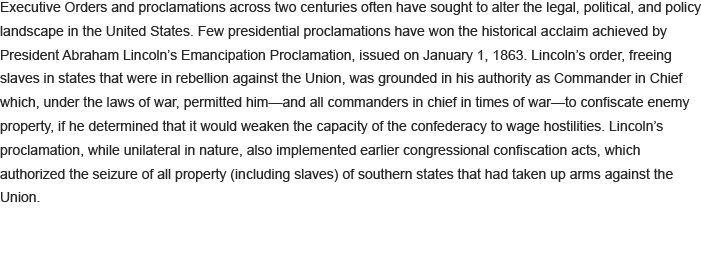 Executive Orders and proclamations across two centuries often have sought to alter the legal, political, and policy
landscape in the United States. Few presidential proclamations have won the historical acclaim achieved by
President Abraham Lincoln’s Emancipation Proclamation, issued on January 1, 1863. Lincoln’s order, freeing
slaves in states that were in rebellion against the Union, was grounded in his authority as Commander in Chief
which, under the laws of war, permitted him—and all commanders in chief in times of war—to confiscate enemy
property, if he determined that it would weaken the capacity of the confederacy to wage hostilities. Lincoln’s
proclamation, while unilateral in nature, also implemented earlier congressional confiscation acts, which
authorized the seizure of all property (including slaves) of southern states that had taken up arms against the
Union.